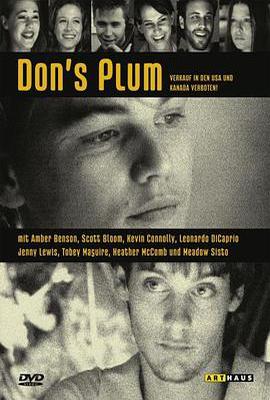 DON'S PLUM
VERKAUF IN DEN USA UND
KANADA VERBOTEN!
mit Amber Benson, Scott Bloom, Kevin Connolly, Leonardo DiCaprio
Jenny Lewis, Tobey Maguire, Heather McComb und Meadow Sisto
DVD
ARTHAUS